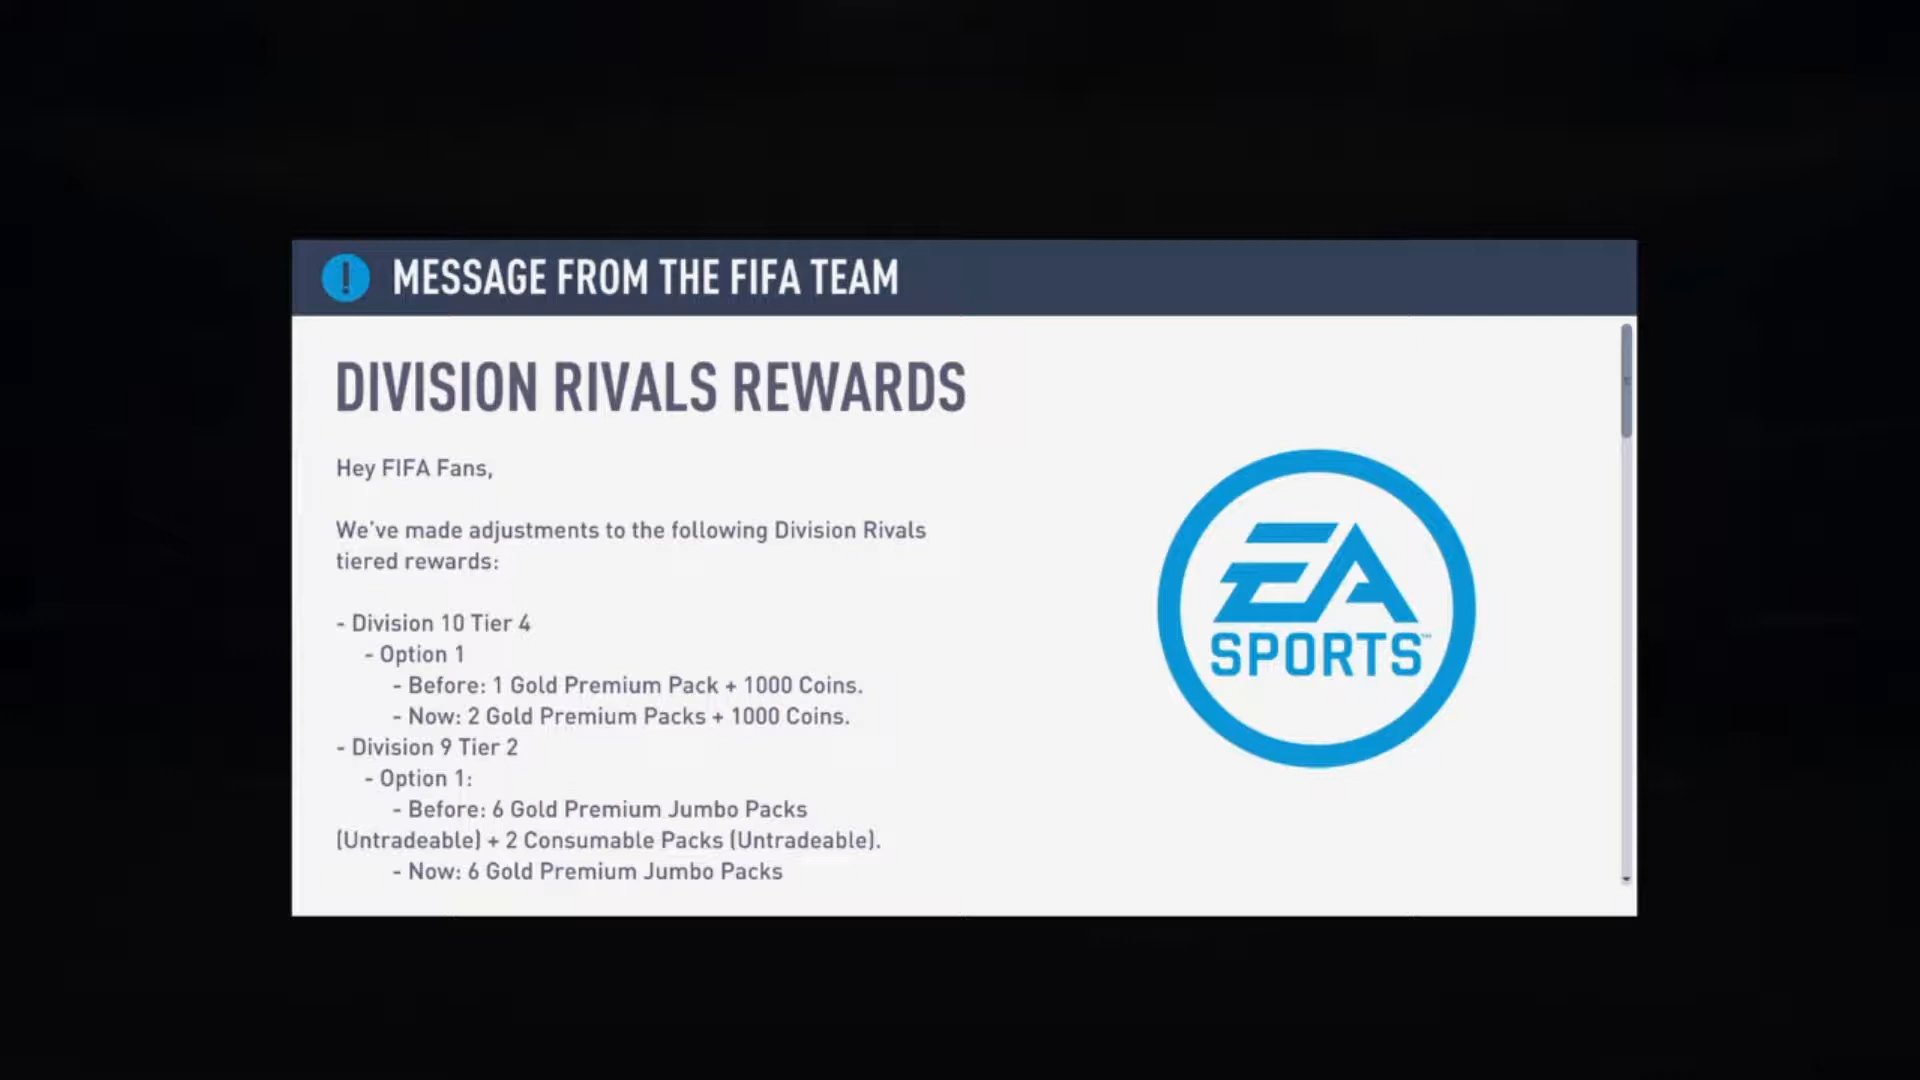 MESSAGE FROM THE FIFA TEAM
DIVISION RIVALS REWARDS
Hey FIFA Fans,
We've made adjustments to the following Division Rivals
tiered rewards:
- Division 10 Tier 4
- Option 1
- Before: 1 Gold Premium Pack + 1000 Coins.
- Now: 2 Gold Premium Packs + 1000 Coins.
- Division 9 Tier 2
- Option 1:
- Before: 6 Gold Premium Jumbo Packs
(Untradeable) + 2 Consumable Packs (Untradeable).
- Now: 6 Gold Premium Jumbo Packs
EA
SPORTS™